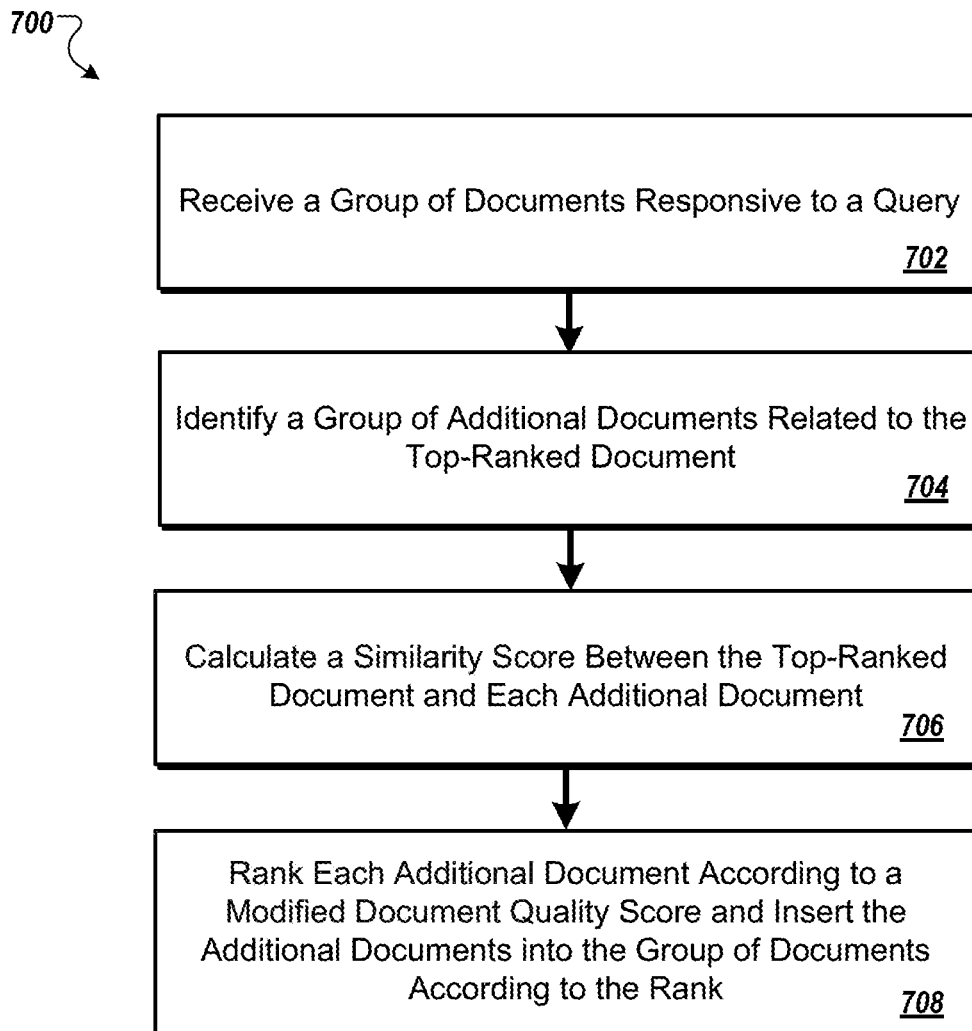 700
Receive a Group of Documents Responsive to a Query
702
Identify a Group of Additional Documents Related to the
Top-Ranked Document
704
Calculate a Similarity Score Between the Top-Ranked
Document and Each Additional Document
706
Rank Each Additional Document According to a
Modified Document Quality Score and Insert the
Additional Documents into the Group of Documents
According to the Rank
708